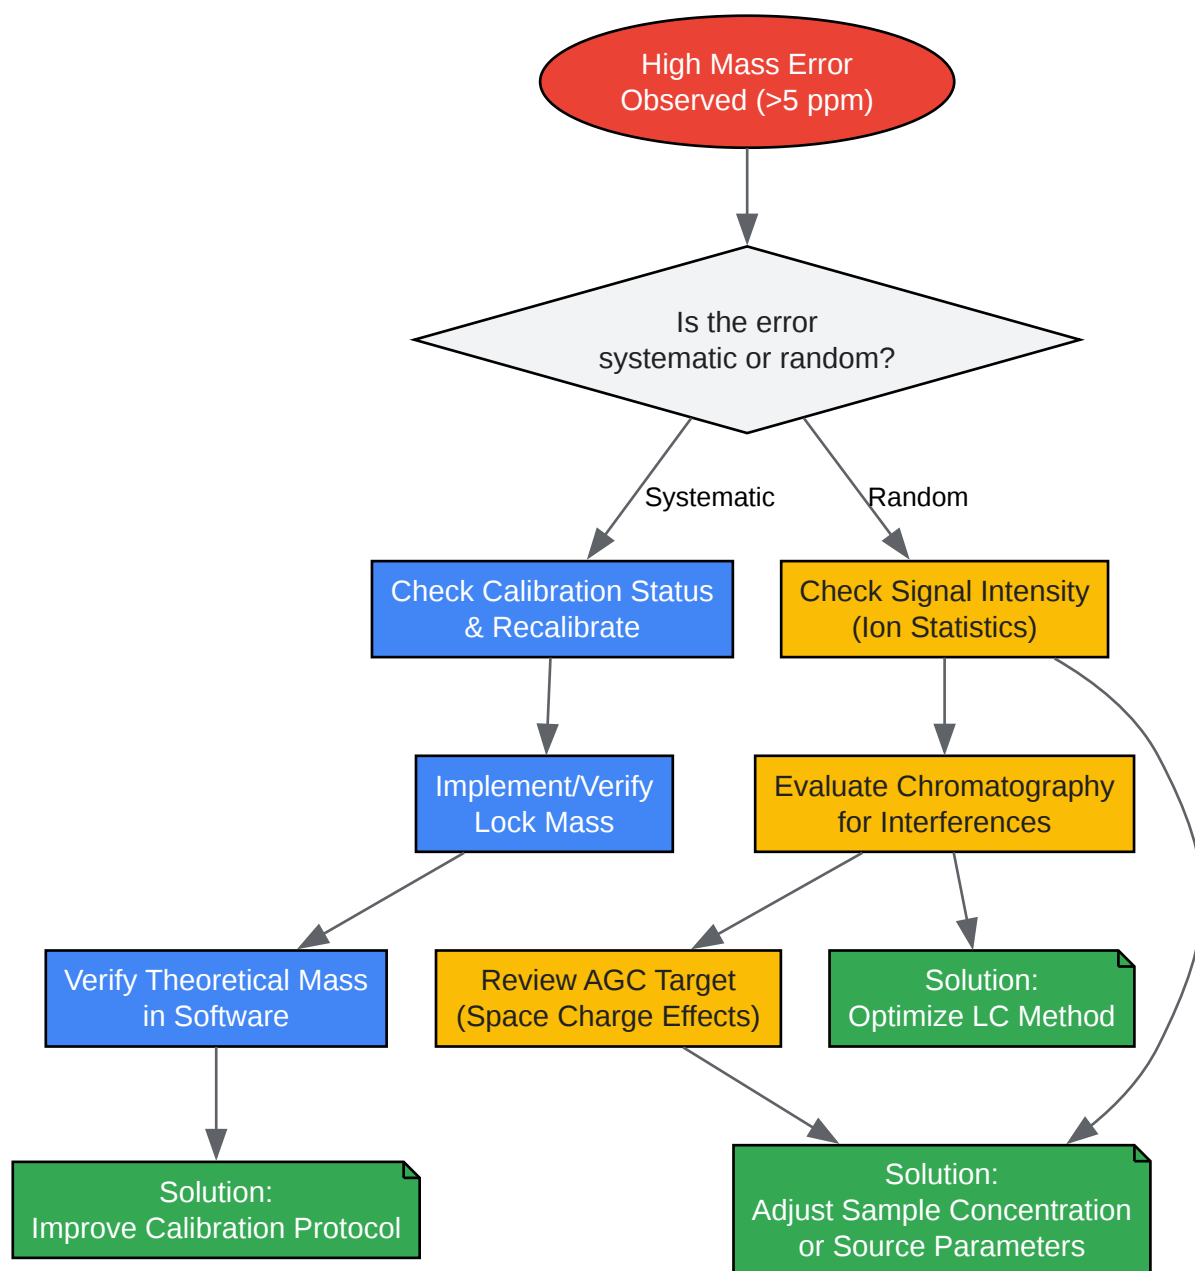 High Mass Error
Observed (>5 ppm)
Is the error
systematic or random?
Systematic
Random
Check Calibration Status
& Recalibrate
Check Signal Intensity
(Ion Statistics)
Implement/Verify
Lock Mass
Evaluate Chromatography
for Interferences
Verify Theoretical Mass
in Software
Review AGC Target
(Space Charge Effects)
Solution:
Optimize LC Method
Solution:
Improve Calibration Protocol
Solution:
Adjust Sample Concentration
or Source Parameters